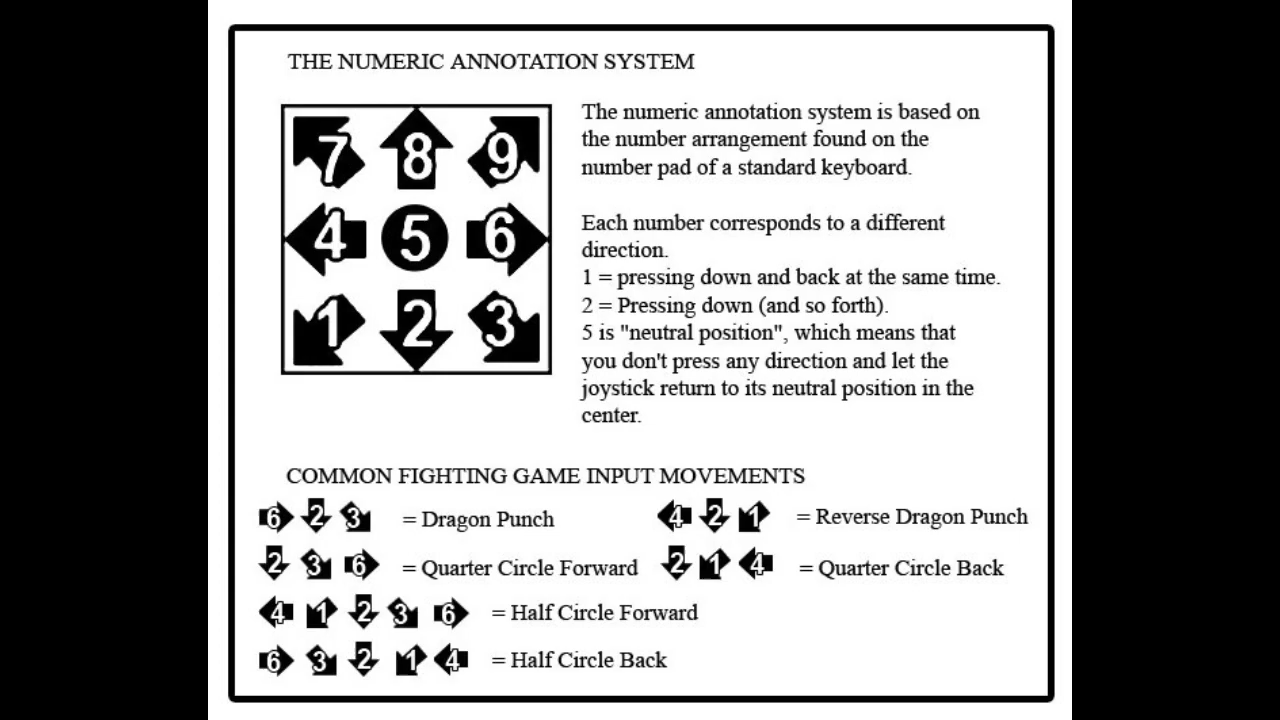 THE NUMERIC ANNOTATION SYSTEM
7 8 9
4 5 6
1 2 3
The numeric annotation system is based on
the number arrangement found on the
number pad of a standard keyboard.
Each number corresponds to a different
direction.
1 = pressing down and back at the same time.
2 = Pressing down (and so forth).
5 is "neutral position", which means that
you don't press any direction and let the
joystick return to its neutral position in the
center.
COMMON FIGHTING GAME INPUT MOVEMENTS
6 2 3 = Dragon Punch
4 2 1 = Reverse Dragon Punch
2 3 6 = Quarter Circle Forward
2 1 4 = Quarter Circle Back
4 1 2 3 6 = Half Circle Forward
6 3 2 1 4 = Half Circle Back